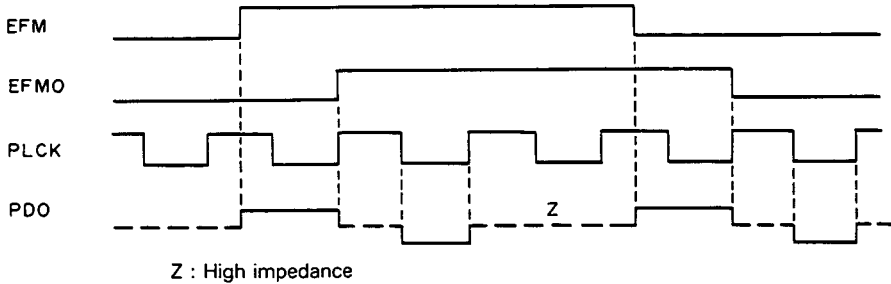 EFM
EFMO
PLCK
PDO
Z
Z : High impedance